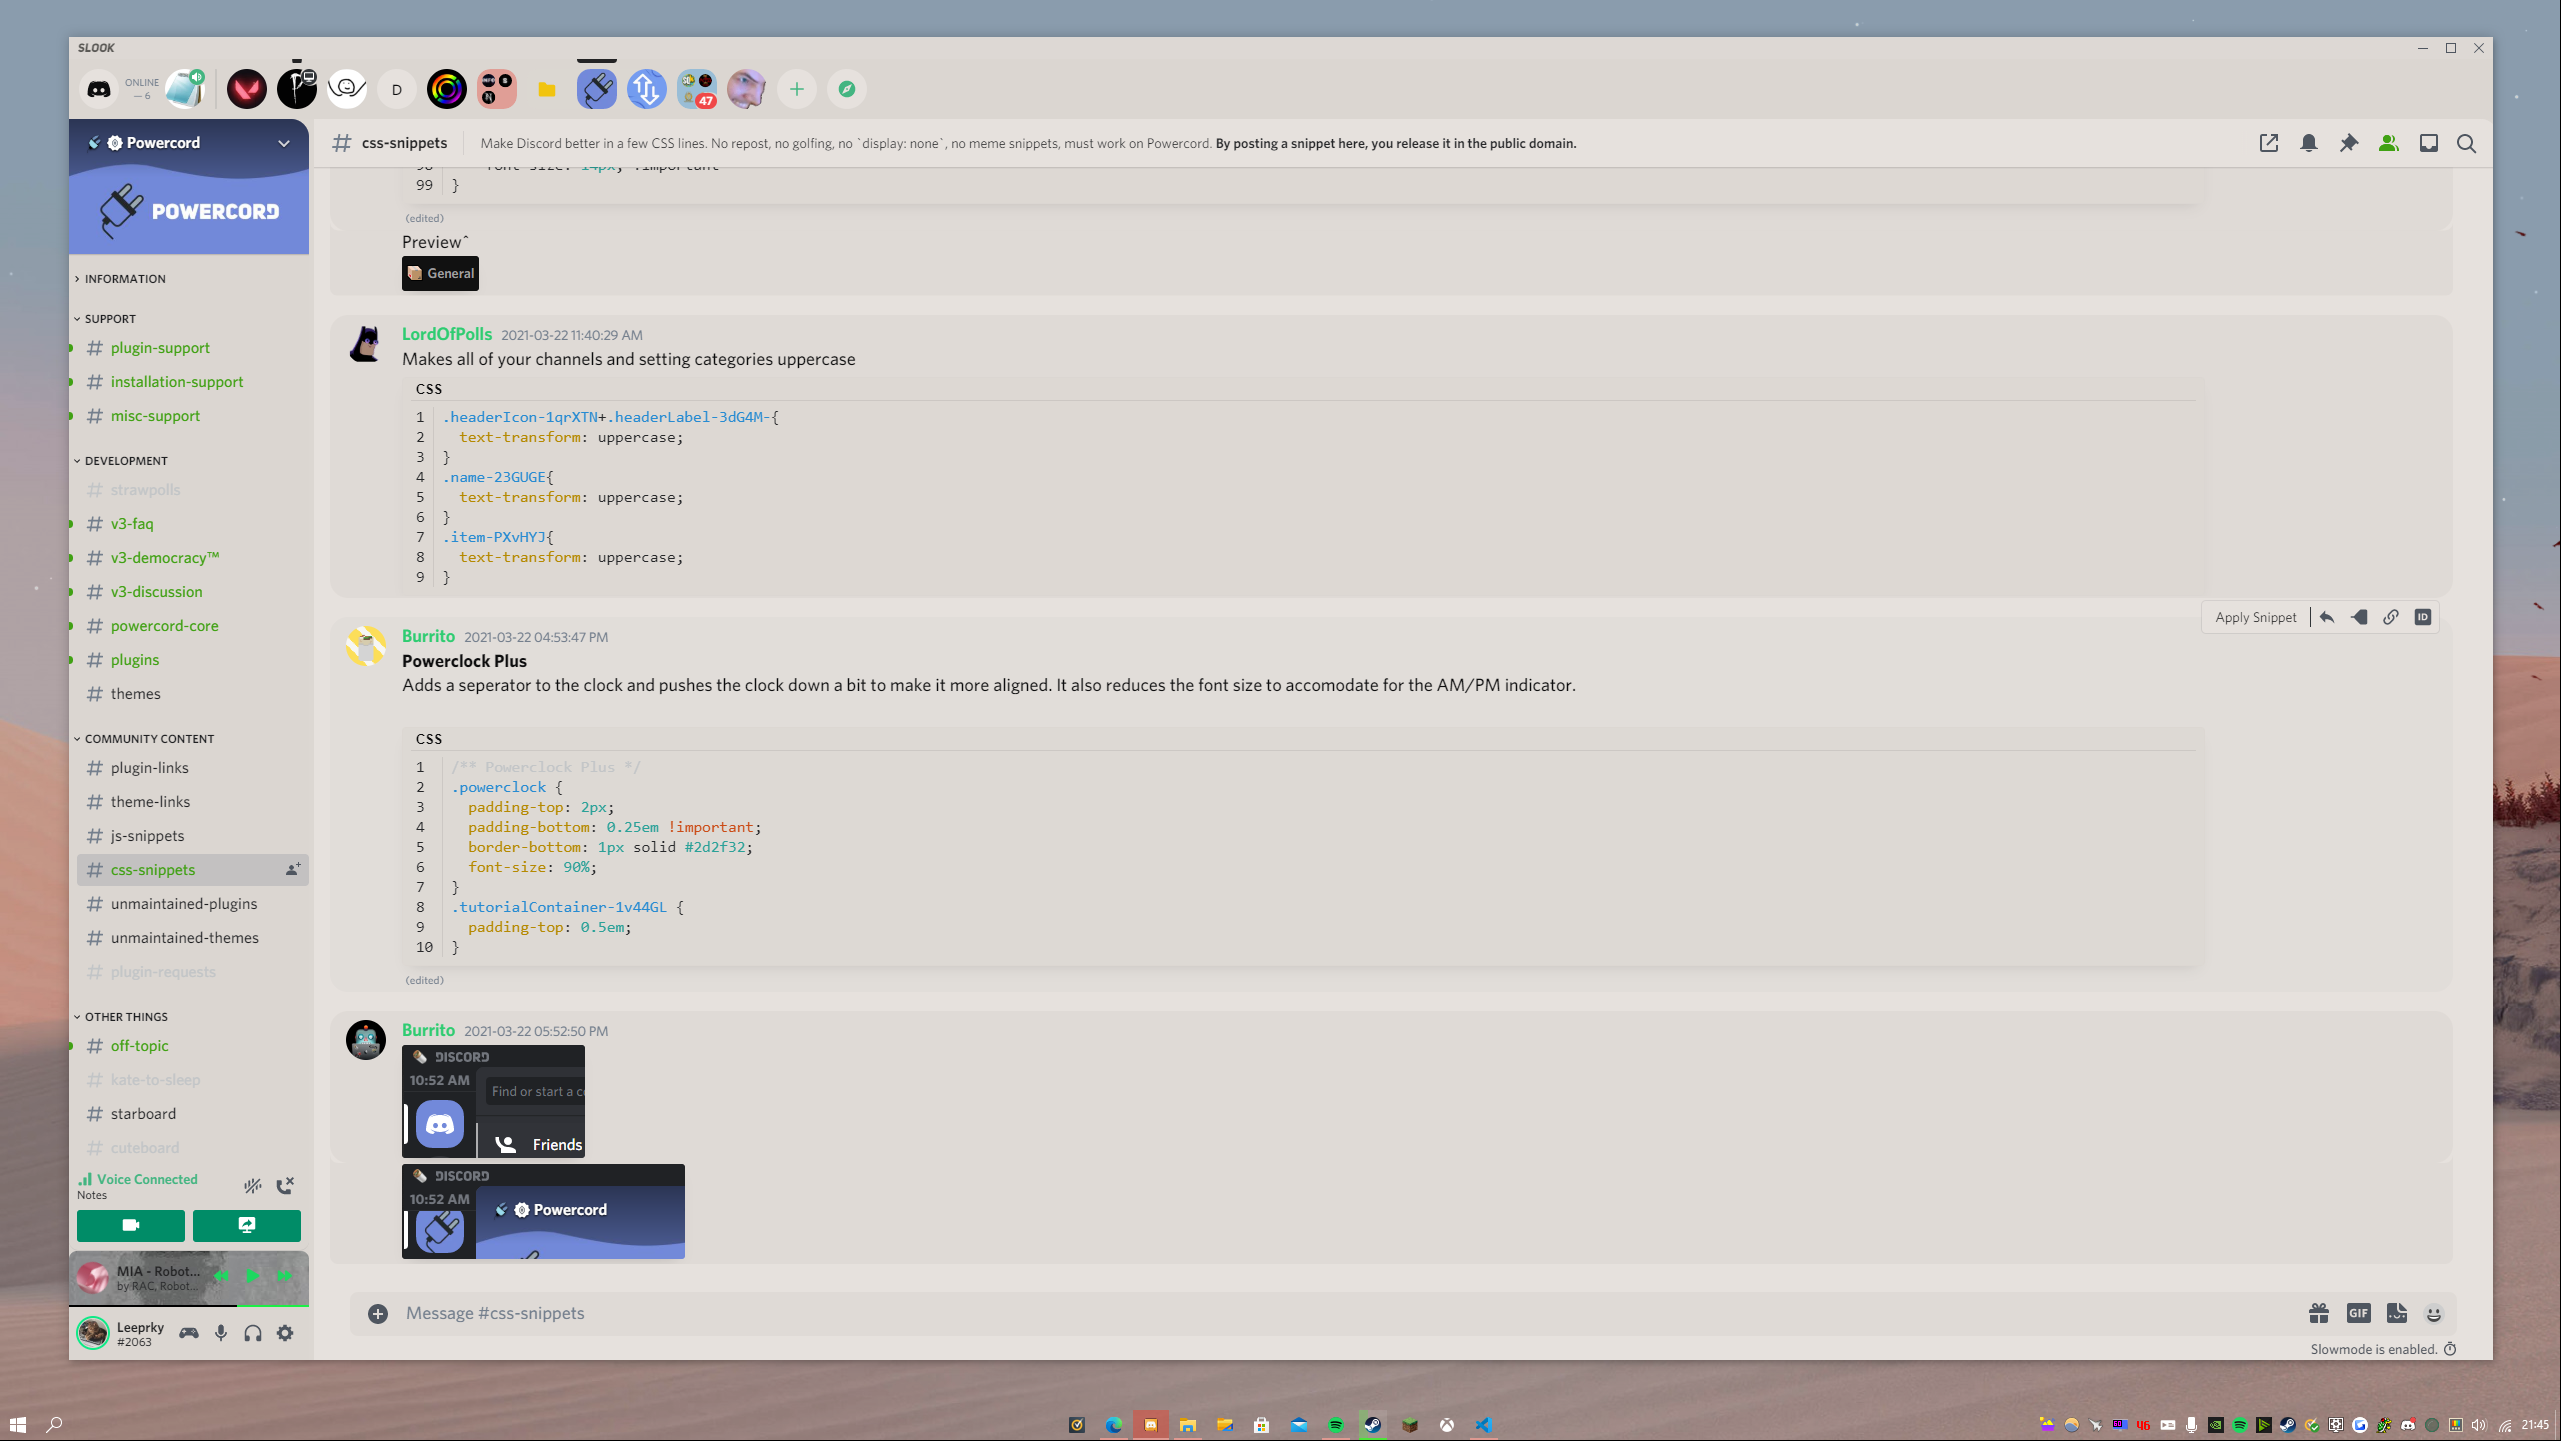 SLOOK
ONLINE
— 6
D
47
Powercord
POWERCORD
INFORMATION
SUPPORT
# plugin-support
# installation-support
# misc-support
DEVELOPMENT
# strawpolls
# v3-faq
# v3-democracy™
# v3-discussion
# powercord-core
# plugins
# themes
COMMUNITY CONTENT
# plugin-links
# theme-links
# js-snippets
# css-snippets
# unmaintained-plugins
# unmaintained-themes
# plugin-requests
OTHER THINGS
# off-topic
# kate-to-sleep
# starboard
# cuteboard
Voice Connected
Notes
MIA - Robot...
by RAC, Robot...
Leeprky
#2063
# css-snippets
Make Discord better in a few CSS lines. No repost, no golfing, no `display: none`, no meme snippets, must work on Powercord. By posting a snippet here, you release it in the public domain.
98 font-size: 14px; !important
99 }
(edited)
Preview^
General
LordOfPolls 2021-03-22 11:40:29 AM
Makes all of your channels and setting categories uppercase
CSS
1 .headerIcon-1qrXTN+.headerLabel-3dG4M-{
2 text-transform: uppercase;
3 }
4 .name-23GUGE{
5 text-transform: uppercase;
6 }
7 .item-PXvHYJ{
8 text-transform: uppercase;
9 }
Apply Snippet
ID
Burrito 2021-03-22 04:53:47 PM
Powerclock Plus
Adds a seperator to the clock and pushes the clock down a bit to make it more aligned. It also reduces the font size to accomodate for the AM/PM indicator.
CSS
1 /** Powerclock Plus */
2 .powerclock {
3 padding-top: 2px;
4 padding-bottom: 0.25em !important;
5 border-bottom: 1px solid #2d2f32;
6 font-size: 90%;
7 }
8 .tutorialContainer-1v44GL {
9 padding-top: 0.5em;
10 }
(edited)
Burrito 2021-03-22 05:52:50 PM
DISCORD
10:52 AM
Find or start a co
Friends
DISCORD
10:52 AM
Powercord
Message #css-snippets
GIF
Slowmode is enabled.
46
21:45